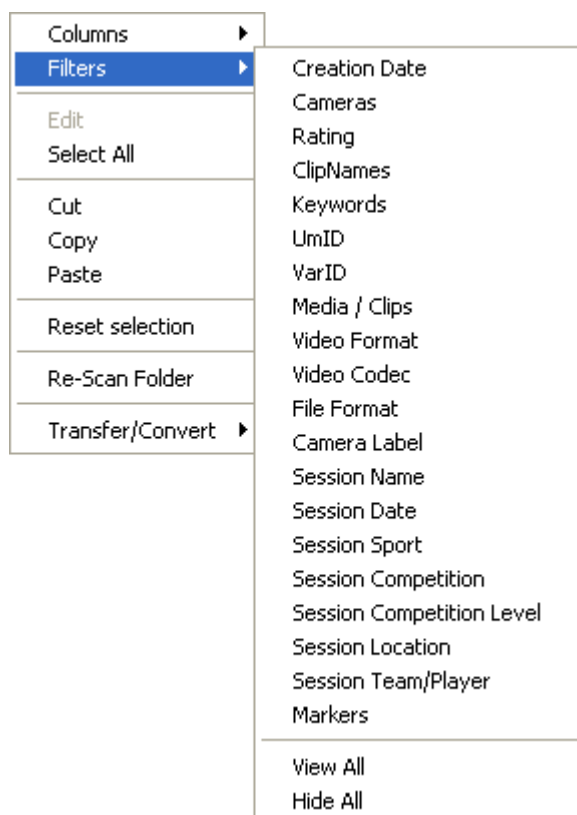 Columns
Filters
Edit
Select All
Cut
Copy
Paste
Reset selection
Re-Scan Folder
Transfer/Convert
Creation Date
Cameras
Rating
ClipNames
Keywords
UmID
VarID
Media / Clips
Video Format
Video Codec
File Format
Camera Label
Session Name
Session Date
Session Sport
Session Competition
Session Competition Level
Session Location
Session Team/Player
Markers
View All
Hide All